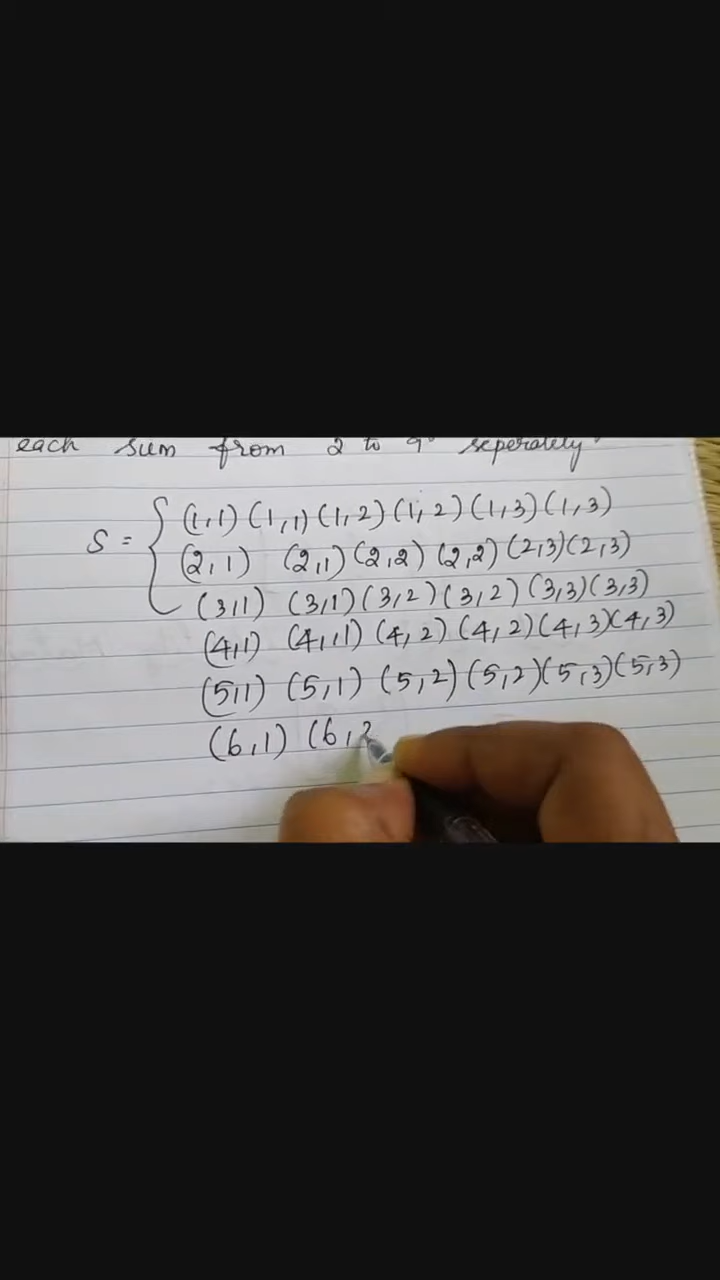 each sum from 2 to 9 seperately
S = { (1,1) (1,1) (1,2) (1,2) (1,3) (1,3)
(2,1) (2,1) (2,2) (2,2) (2,3) (2,3)
(3,1) (3,1) (3,2) (3,2) (3,3) (3,3)
(4,1) (4,1) (4,2) (4,2) (4,3) (4,3)
(5,1) (5,1) (5,2) (5,2) (5,3) (5,3)
(6,1) (6,